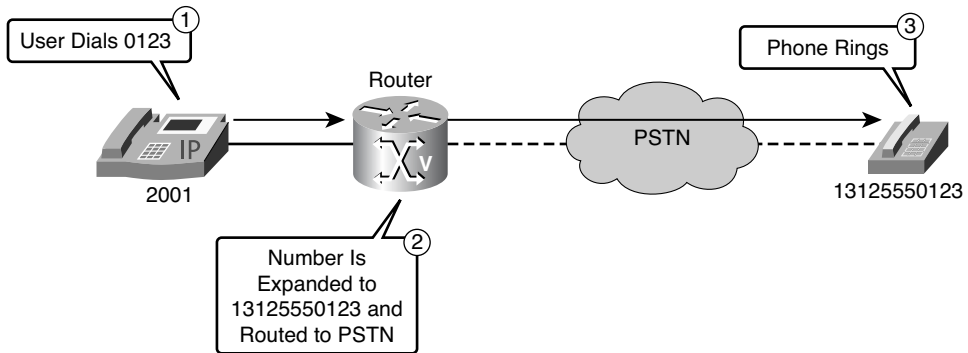 1
User Dials 0123
3
Phone Rings
Router
IP
V
PSTN
2001
13125550123
2
Number Is
Expanded to
13125550123 and
Routed to PSTN